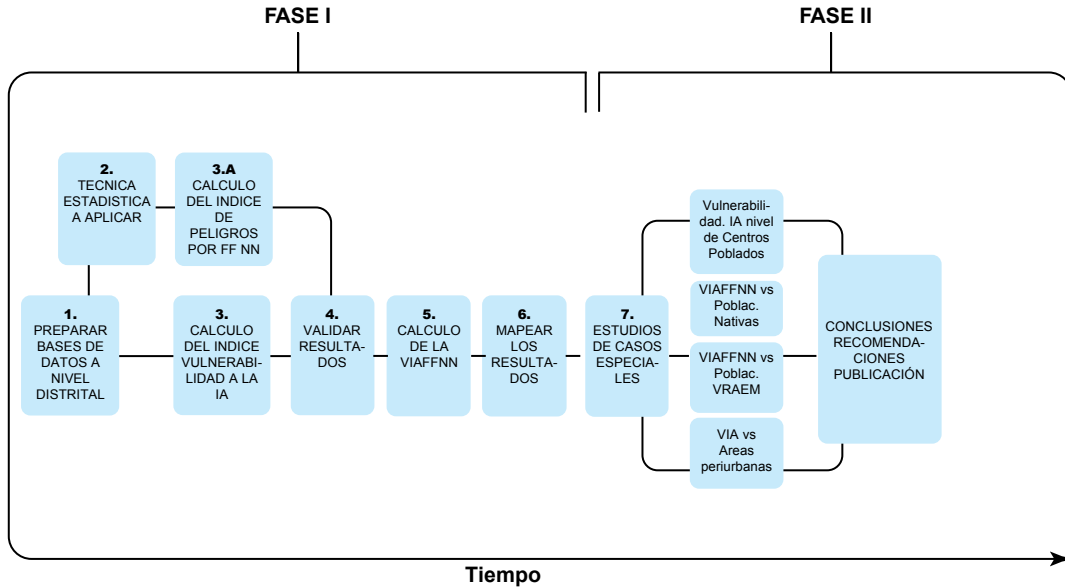 FASE I
FASE II
2.
TECNICA
ESTADISTICA
A APLICAR
3.A
CALCULO
DEL INDICE
DE
PELIGROS
POR FF NN
1.
PREPARAR
BASES DE
DATOS A
NIVEL
DISTRITAL
3.
CALCULO
DEL INDICE
VULNERABI-
LIDAD A LA
IA
4.
VALIDAR
RESULTA-
DOS
5.
CALCULO
DE LA
VIAFFNN
6.
MAPEAR
LOS
RESULTA-
DOS
7.
ESTUDIOS
DE CASOS
ESPECIA-
LES
Vulnerabili-
dad. IA nivel
de Centros
Poblados
VIAFFNN vs
Poblac.
Nativas
VIAFFNN vs
Poblac.
VRAEM
VIA vs
Areas
periurbanas
CONCLUSIONES
RECOMENDA-
CIONES
PUBLICACIÓN
Tiempo